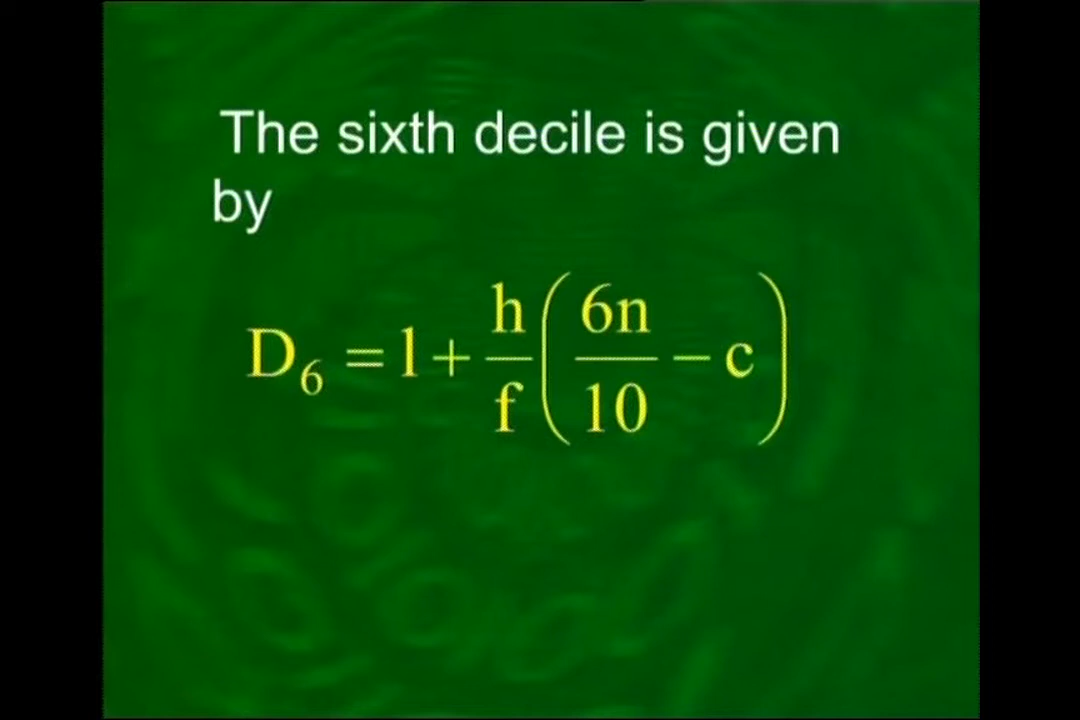 The sixth decile is given
by
D₆ = l + h/f (6n/10 − c)